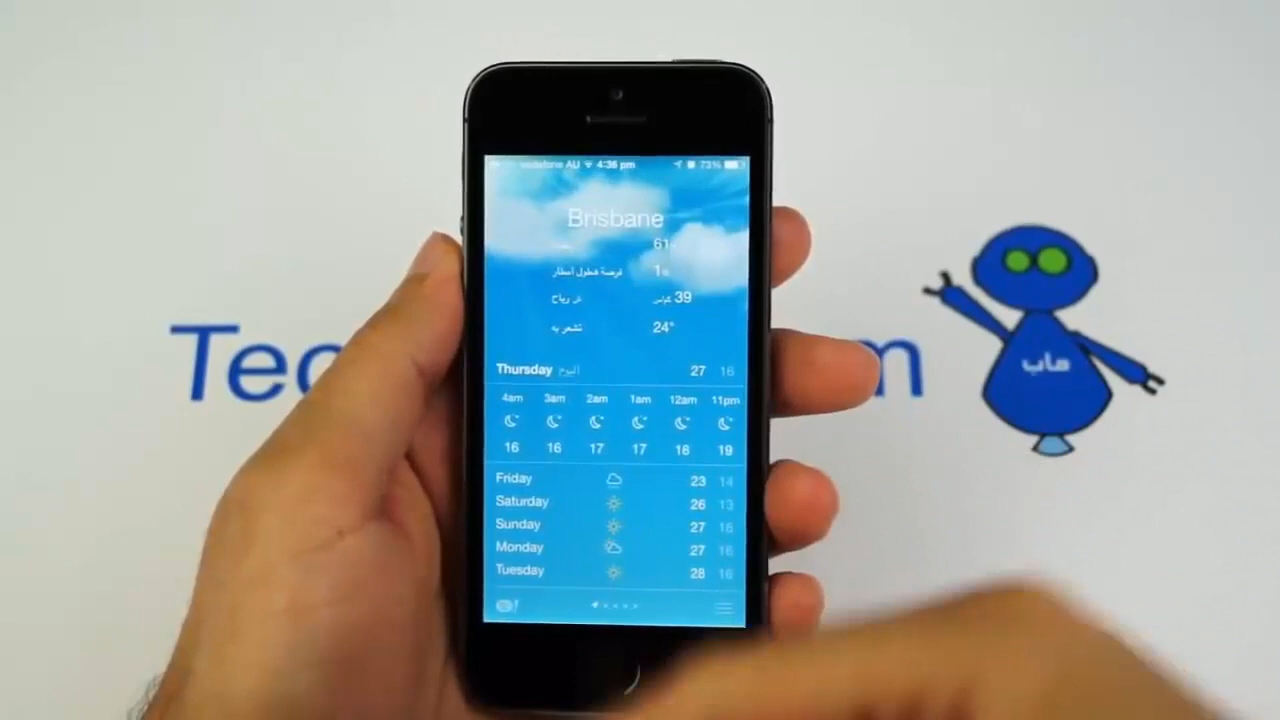 vodafone AU 4:36 pm 73%
Brisbane
61
فرصة هطول أمطار 1
39
تشعر به 24°
Thursday اليوم 27 16
4am 3am 2am 1am 12am 11pm
16 16 17 17 18 19
Friday 23 14
Saturday 26 13
Sunday 27 16
Monday 27 16
Tuesday 28 16
Tec
m
ماب